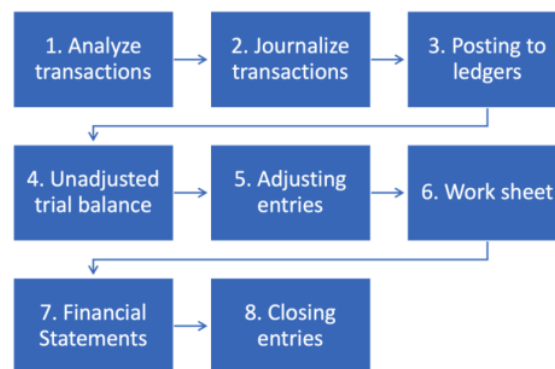 1. Analyze
transactions
2. Journalize
transactions
3. Posting to
ledgers
4. Unadjusted
trial balance
5. Adjusting
entries
6. Work sheet
7. Financial
Statements
8. Closing
entries